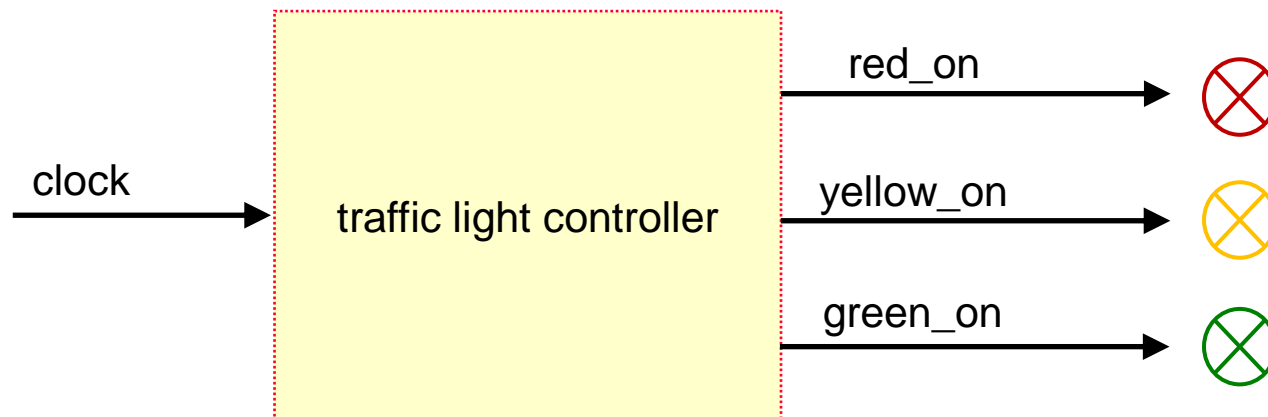 red_on
clock
yellow_on
traffic light controller
green_on